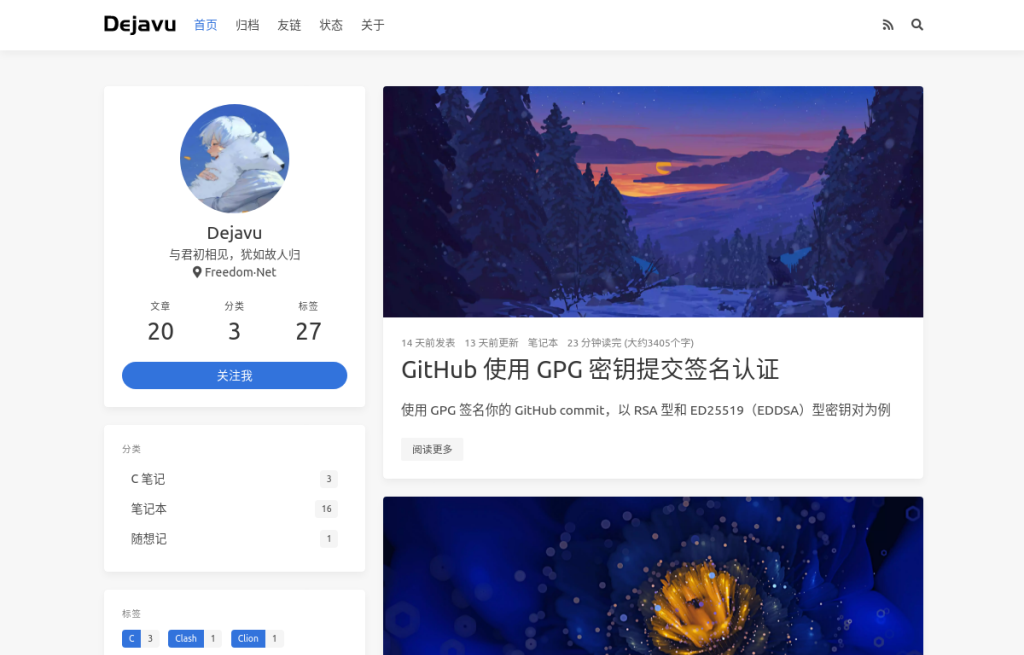 Dejavu 首页 归档 友链 状态 关于
Dejavu
与君初相见，犹如故人归
Freedom·Net
文章 分类 标签
20 3 27
关注我
分类
C 笔记 3
笔记本 16
随想记 1
标签
C 3 Clash 1 Clion 1
14 天前发表 13 天前更新 笔记本 23 分钟读完 (大约3405个字)
GitHub 使用 GPG 密钥提交签名认证
使用 GPG 签名你的 GitHub commit，以 RSA 型和 ED25519（EDDSA）型密钥对为例
阅读更多